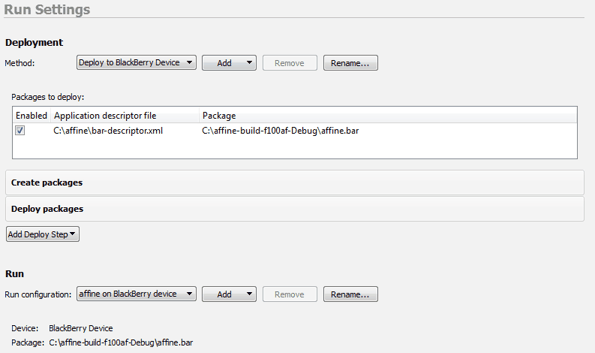 Run Settings
Deployment
Method: Deploy to BlackBerry Device Add Remove Rename...
Packages to deploy:
Enabled Application descriptor file Package
C:\affine\bar-descriptor.xml C:\affine-build-f100af-Debug\affine.bar
Create packages
Deploy packages
Add Deploy Step
Run
Run configuration: affine on BlackBerry device Add Remove Rename...
Device: BlackBerry Device
Package: C:\affine-build-f100af-Debug\affine.bar